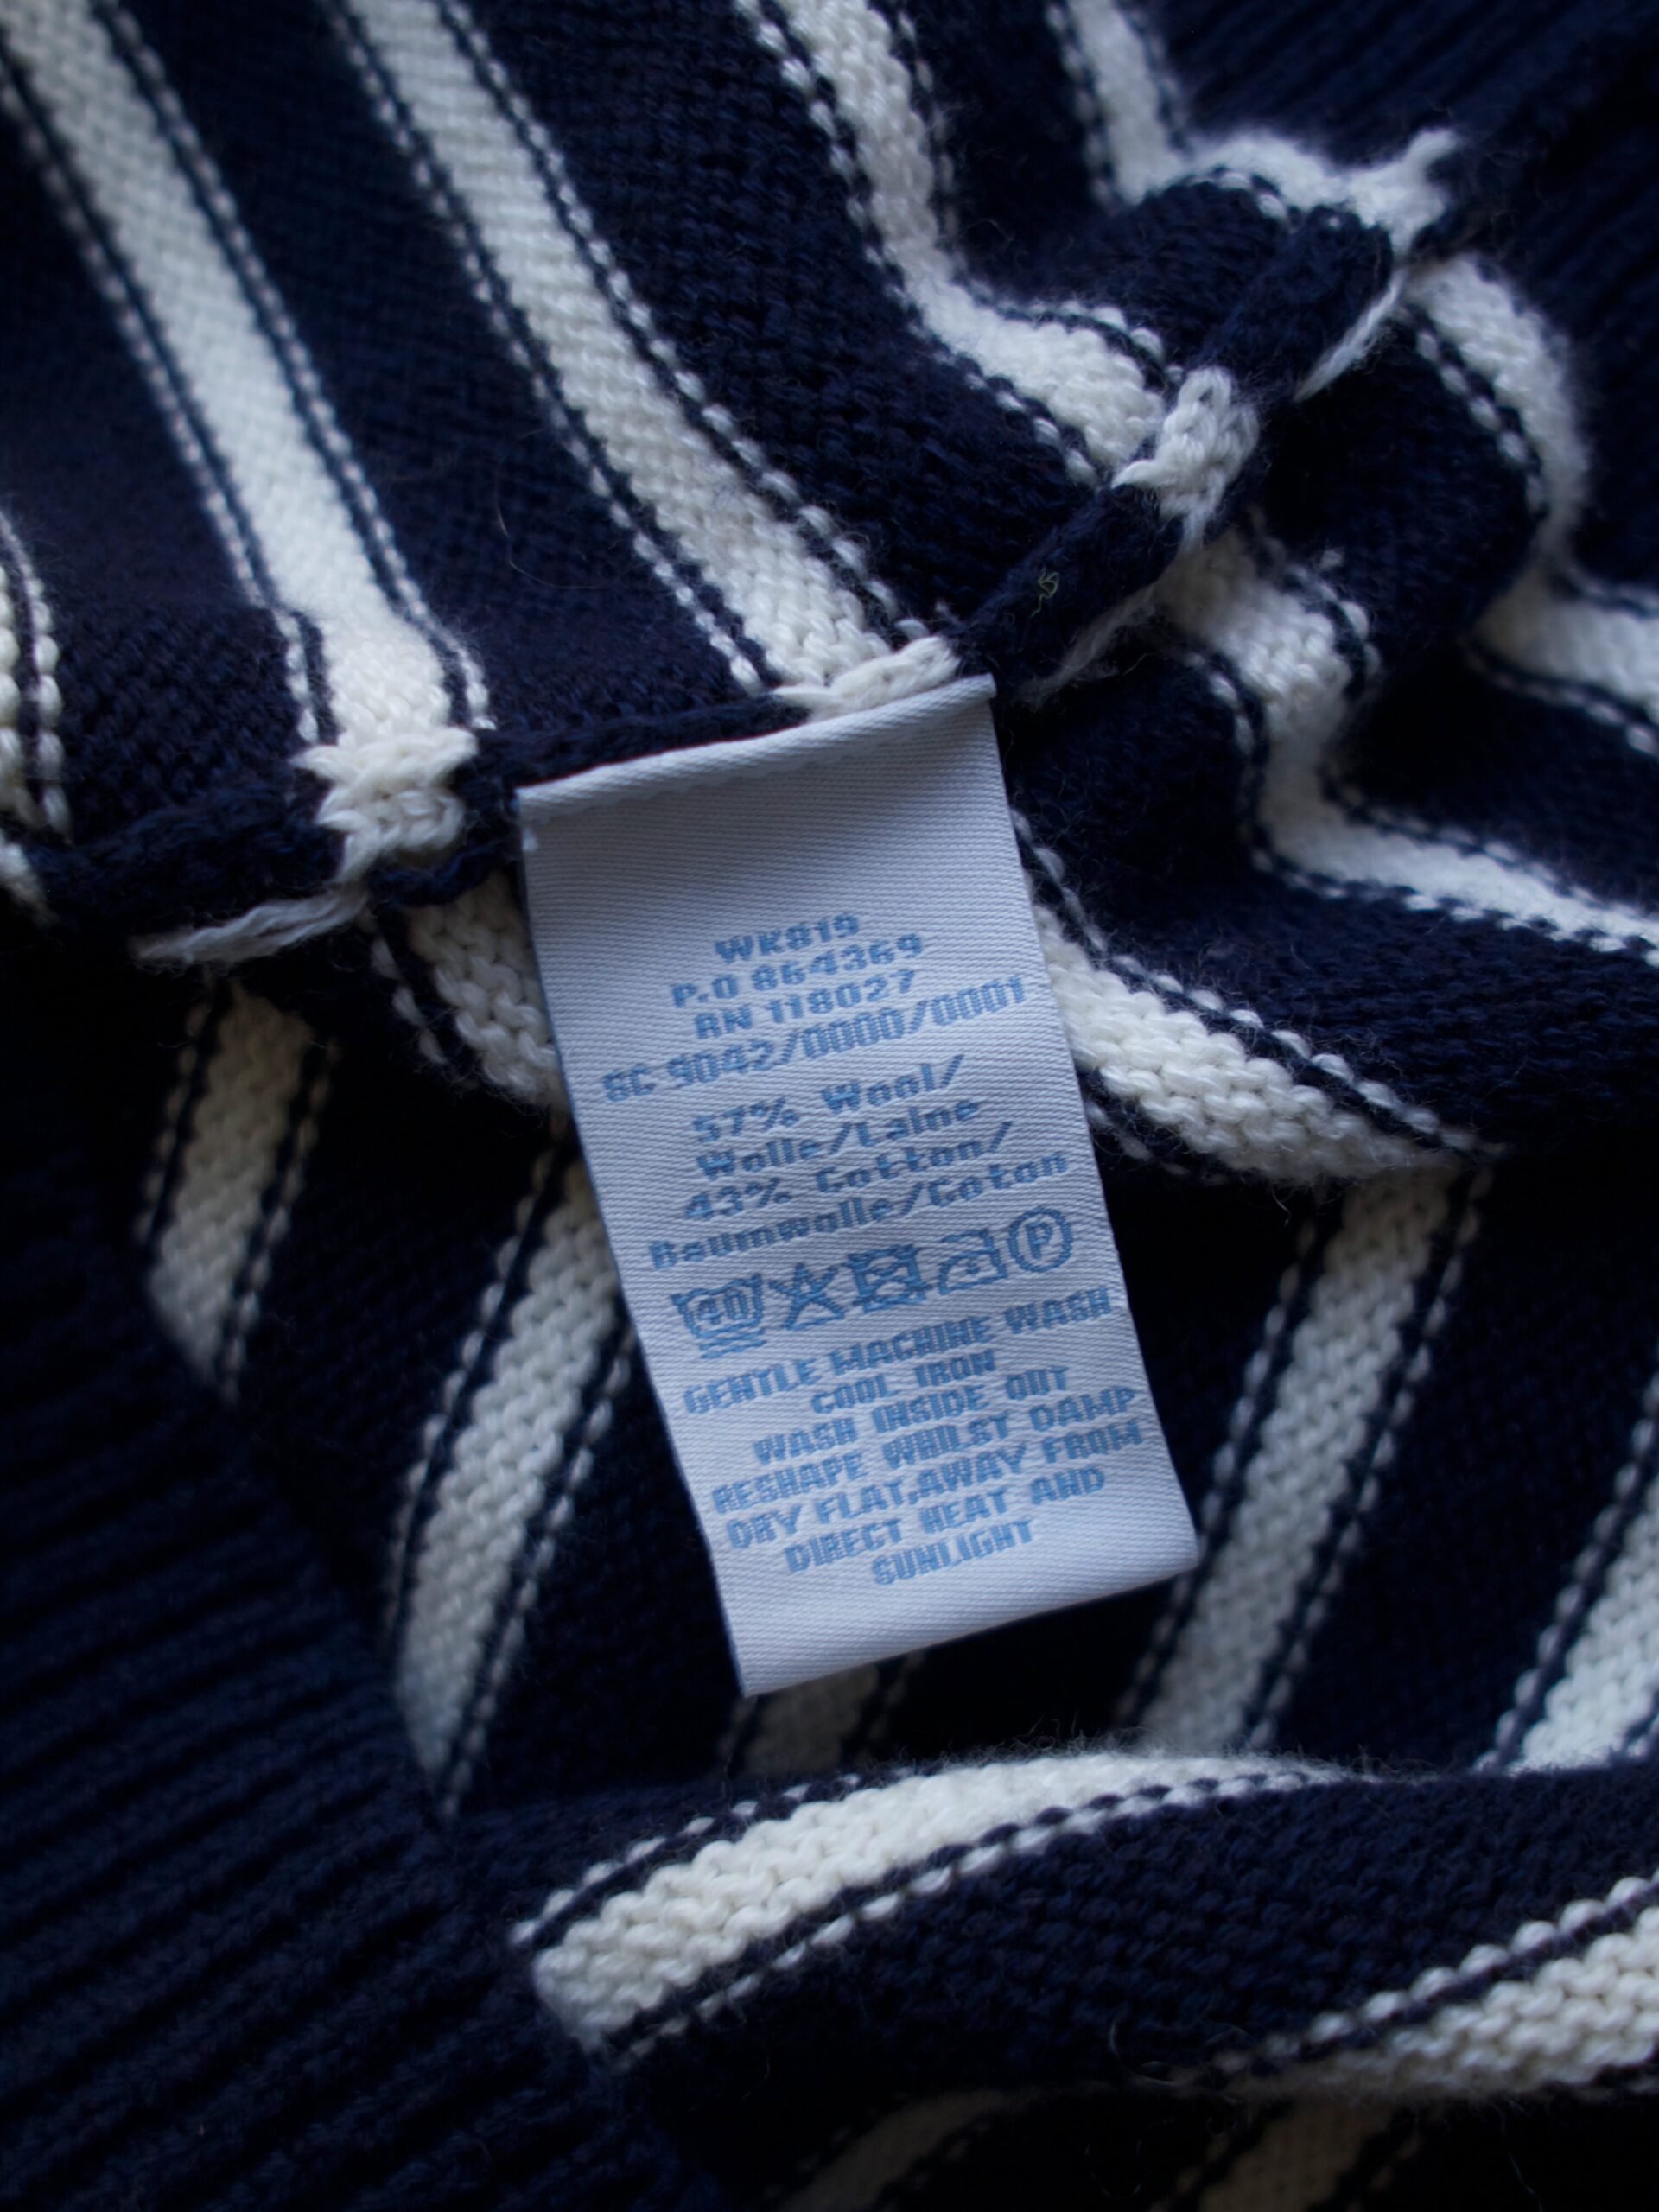 WK819
P.O 864369
RN 118027
SC 9042/0000/0001
57% Wool/
Wolle/Laine
43% Cotton/
Baumwolle/Coton
40 P
GENTLE MACHINE WASH
COOL IRON
WASH INSIDE OUT
RESHAPE WHILST DAMP
DRY FLAT,AWAY FROM
DIRECT HEAT AND
SUNLIGHT